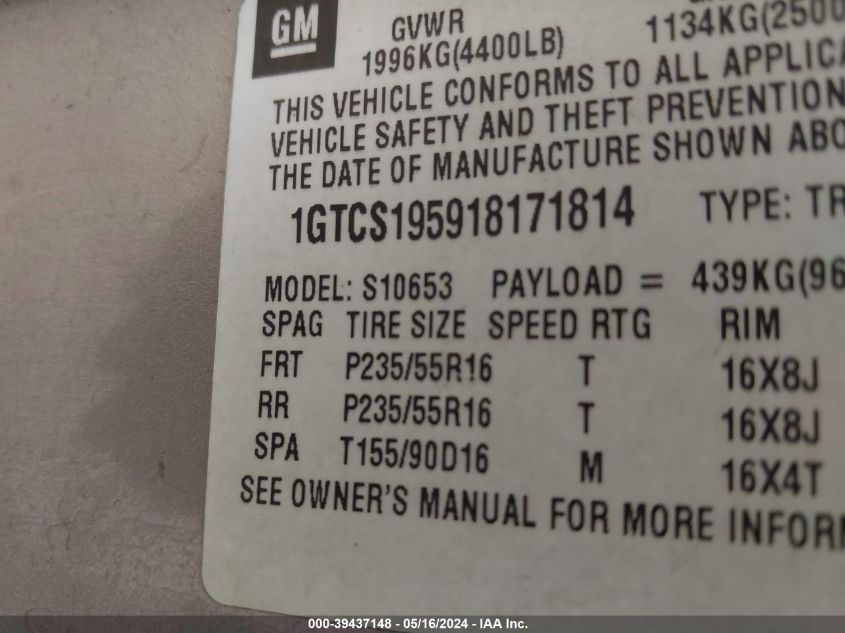 GM
GVWR
1996KG(4400LB)
1134KG(2500
THIS VEHICLE CONFORMS TO ALL APPLICA
VEHICLE SAFETY AND THEFT PREVENTION
THE DATE OF MANUFACTURE SHOWN ABO
1GTCS195918171814 TYPE: TR
MODEL: S10653 PAYLOAD = 439KG(96
SPAG TIRE SIZE SPEED RTG RIM
FRT P235/55R16 T 16X8J
RR P235/55R16 T 16X8J
SPA T155/90D16 M 16X4T
SEE OWNER'S MANUAL FOR MORE INFORM
000-39437148 - 05/16/2024 - IAA Inc.